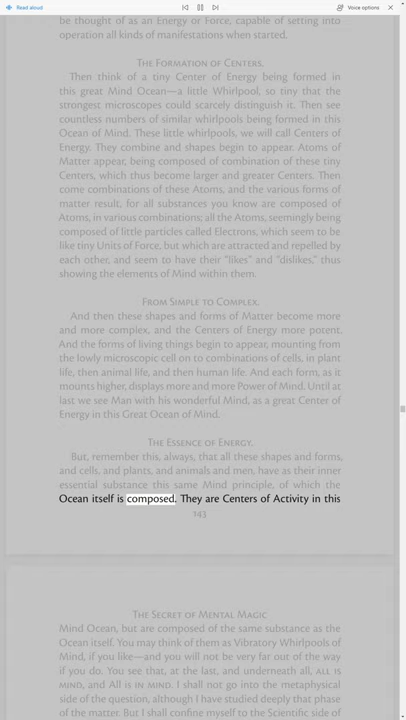 Read aloud
Voice options
be thought of as an Energy or Force, capable of setting into
operation all kinds of manifestations when started.
The Formation of Centers.
Then think of a tiny Center of Energy being formed in
this great Mind Ocean—a little Whirlpool, so tiny that the
strongest microscopes could scarcely distinguish it. Then see
countless numbers of similar whirlpools being formed in this
Ocean of Mind. These little whirlpools, we will call Centers of
Energy. They combine and shapes begin to appear. Atoms of
Matter appear, being composed of combination of these tiny
Centers, which thus become larger and greater Centers. Then
come combinations of these Atoms, and the various forms of
matter result, for all substances you know are composed of
Atoms, in various combinations; all the Atoms, seemingly being
composed of little particles called Electrons, which seem to be
like tiny Units of Force, but which are attracted and repelled by
each other, and seem to have their "likes" and "dislikes," thus
showing the elements of Mind within them.
From Simple to Complex.
And then these shapes and forms of Matter become more
and more complex, and the Centers of Energy more potent.
And the forms of living things begin to appear, mounting from
the lowly microscopic cell on to combinations of cells, in plant
life, then animal life, and then human life. And each form, as it
mounts higher, displays more and more Power of Mind. Until at
last we see Man with his wonderful Mind, as a great Center of
Energy in this Great Ocean of Mind.
The Essence of Energy.
But, remember this, always, that all these shapes and forms,
and cells, and plants, and animals and men, have as their inner
essential substance this same Mind principle, of which the
Ocean itself is composed. They are Centers of Activity in this
143
The Secret of Mental Magic
Mind Ocean, but are composed of the same substance as the
Ocean itself. You may think of them as Vibratory Whirlpools of
Mind, if you like—and you will not be very far out of the way
if you do. You see that, at the last, and underneath all, all is
mind, and All is in mind. I shall not go into the metaphysical
side of the question, although I have studied deeply that phase
of the matter. But I shall confine myself to the Scientific side of